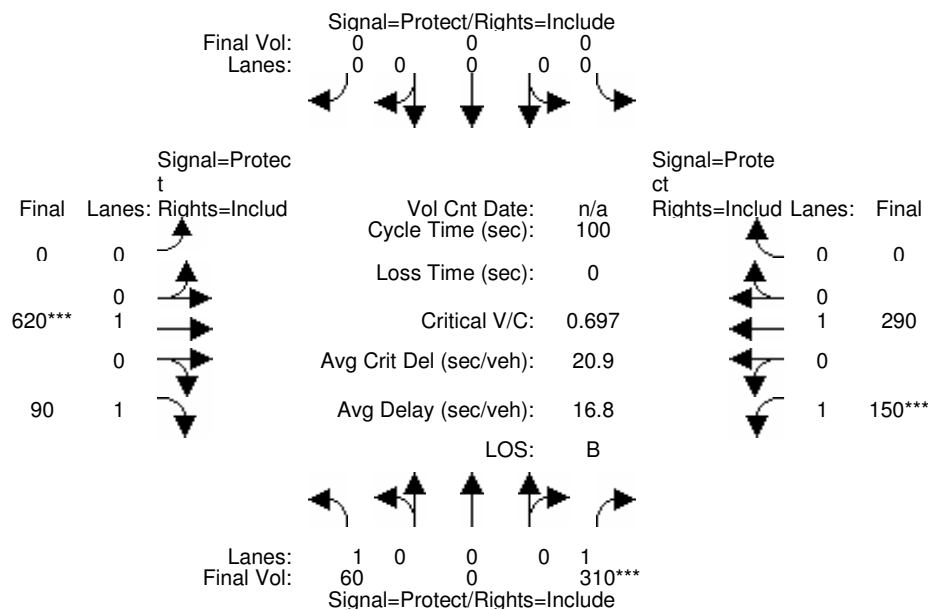 Signal=Protect/Rights=Include
Final Vol: 0 0 0
Lanes: 0 0 0 0 0
Signal=Protec
t
Signal=Prote
ct
Final Lanes: Rights=Includ Vol Cnt Date: n/a Rights=Includ Lanes: Final
Cycle Time (sec): 100
0 0 0 0
Loss Time (sec): 0
0 0
620*** 1 Critical V/C: 0.697 1 290
0 Avg Crit Del (sec/veh): 20.9 0
90 1 Avg Delay (sec/veh): 16.8 1 150***
LOS: B
Lanes: 1 0 0 0 1
Final Vol: 60 0 310***
Signal=Protect/Rights=Include